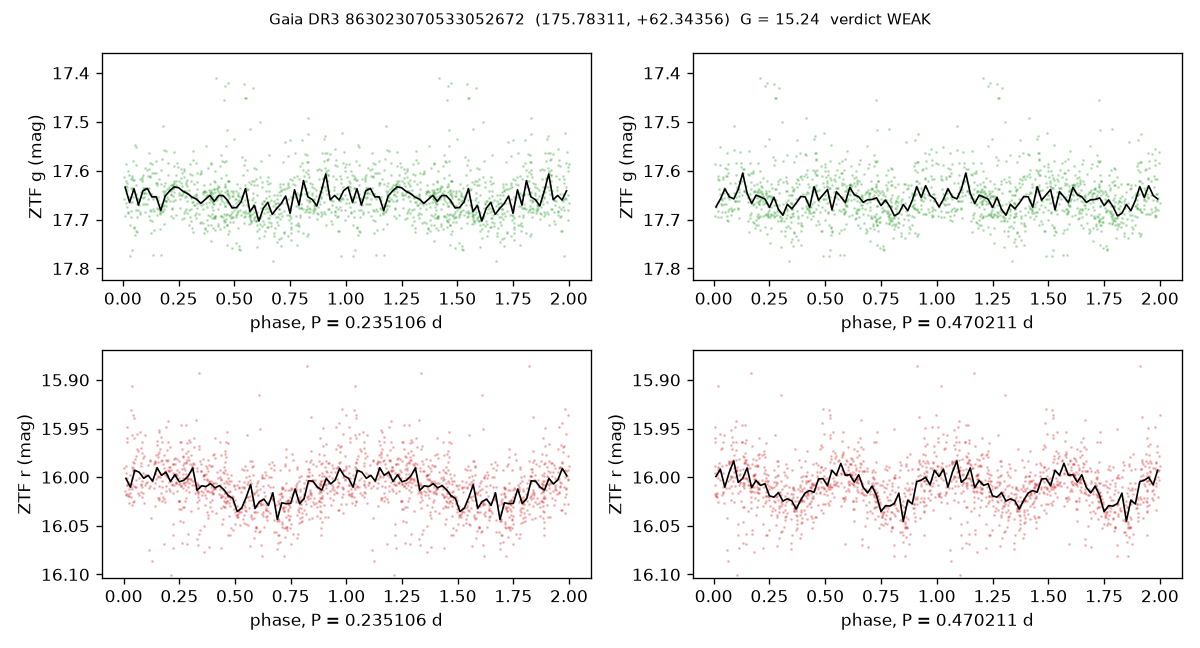 Gaia DR3 863023070533052672 (175.78311, +62.34356) G = 15.24 verdict WEAK
ZTF g (mag)
17.4
17.5
17.6
17.7
17.8
0.00 0.25 0.50 0.75 1.00 1.25 1.50 1.75 2.00
phase, P = 0.235106 d
ZTF g (mag)
17.4
17.5
17.6
17.7
17.8
0.00 0.25 0.50 0.75 1.00 1.25 1.50 1.75 2.00
phase, P = 0.470211 d
ZTF r (mag)
15.90
15.95
16.00
16.05
16.10
0.00 0.25 0.50 0.75 1.00 1.25 1.50 1.75 2.00
phase, P = 0.235106 d
ZTF r (mag)
15.90
15.95
16.00
16.05
16.10
0.00 0.25 0.50 0.75 1.00 1.25 1.50 1.75 2.00
phase, P = 0.470211 d